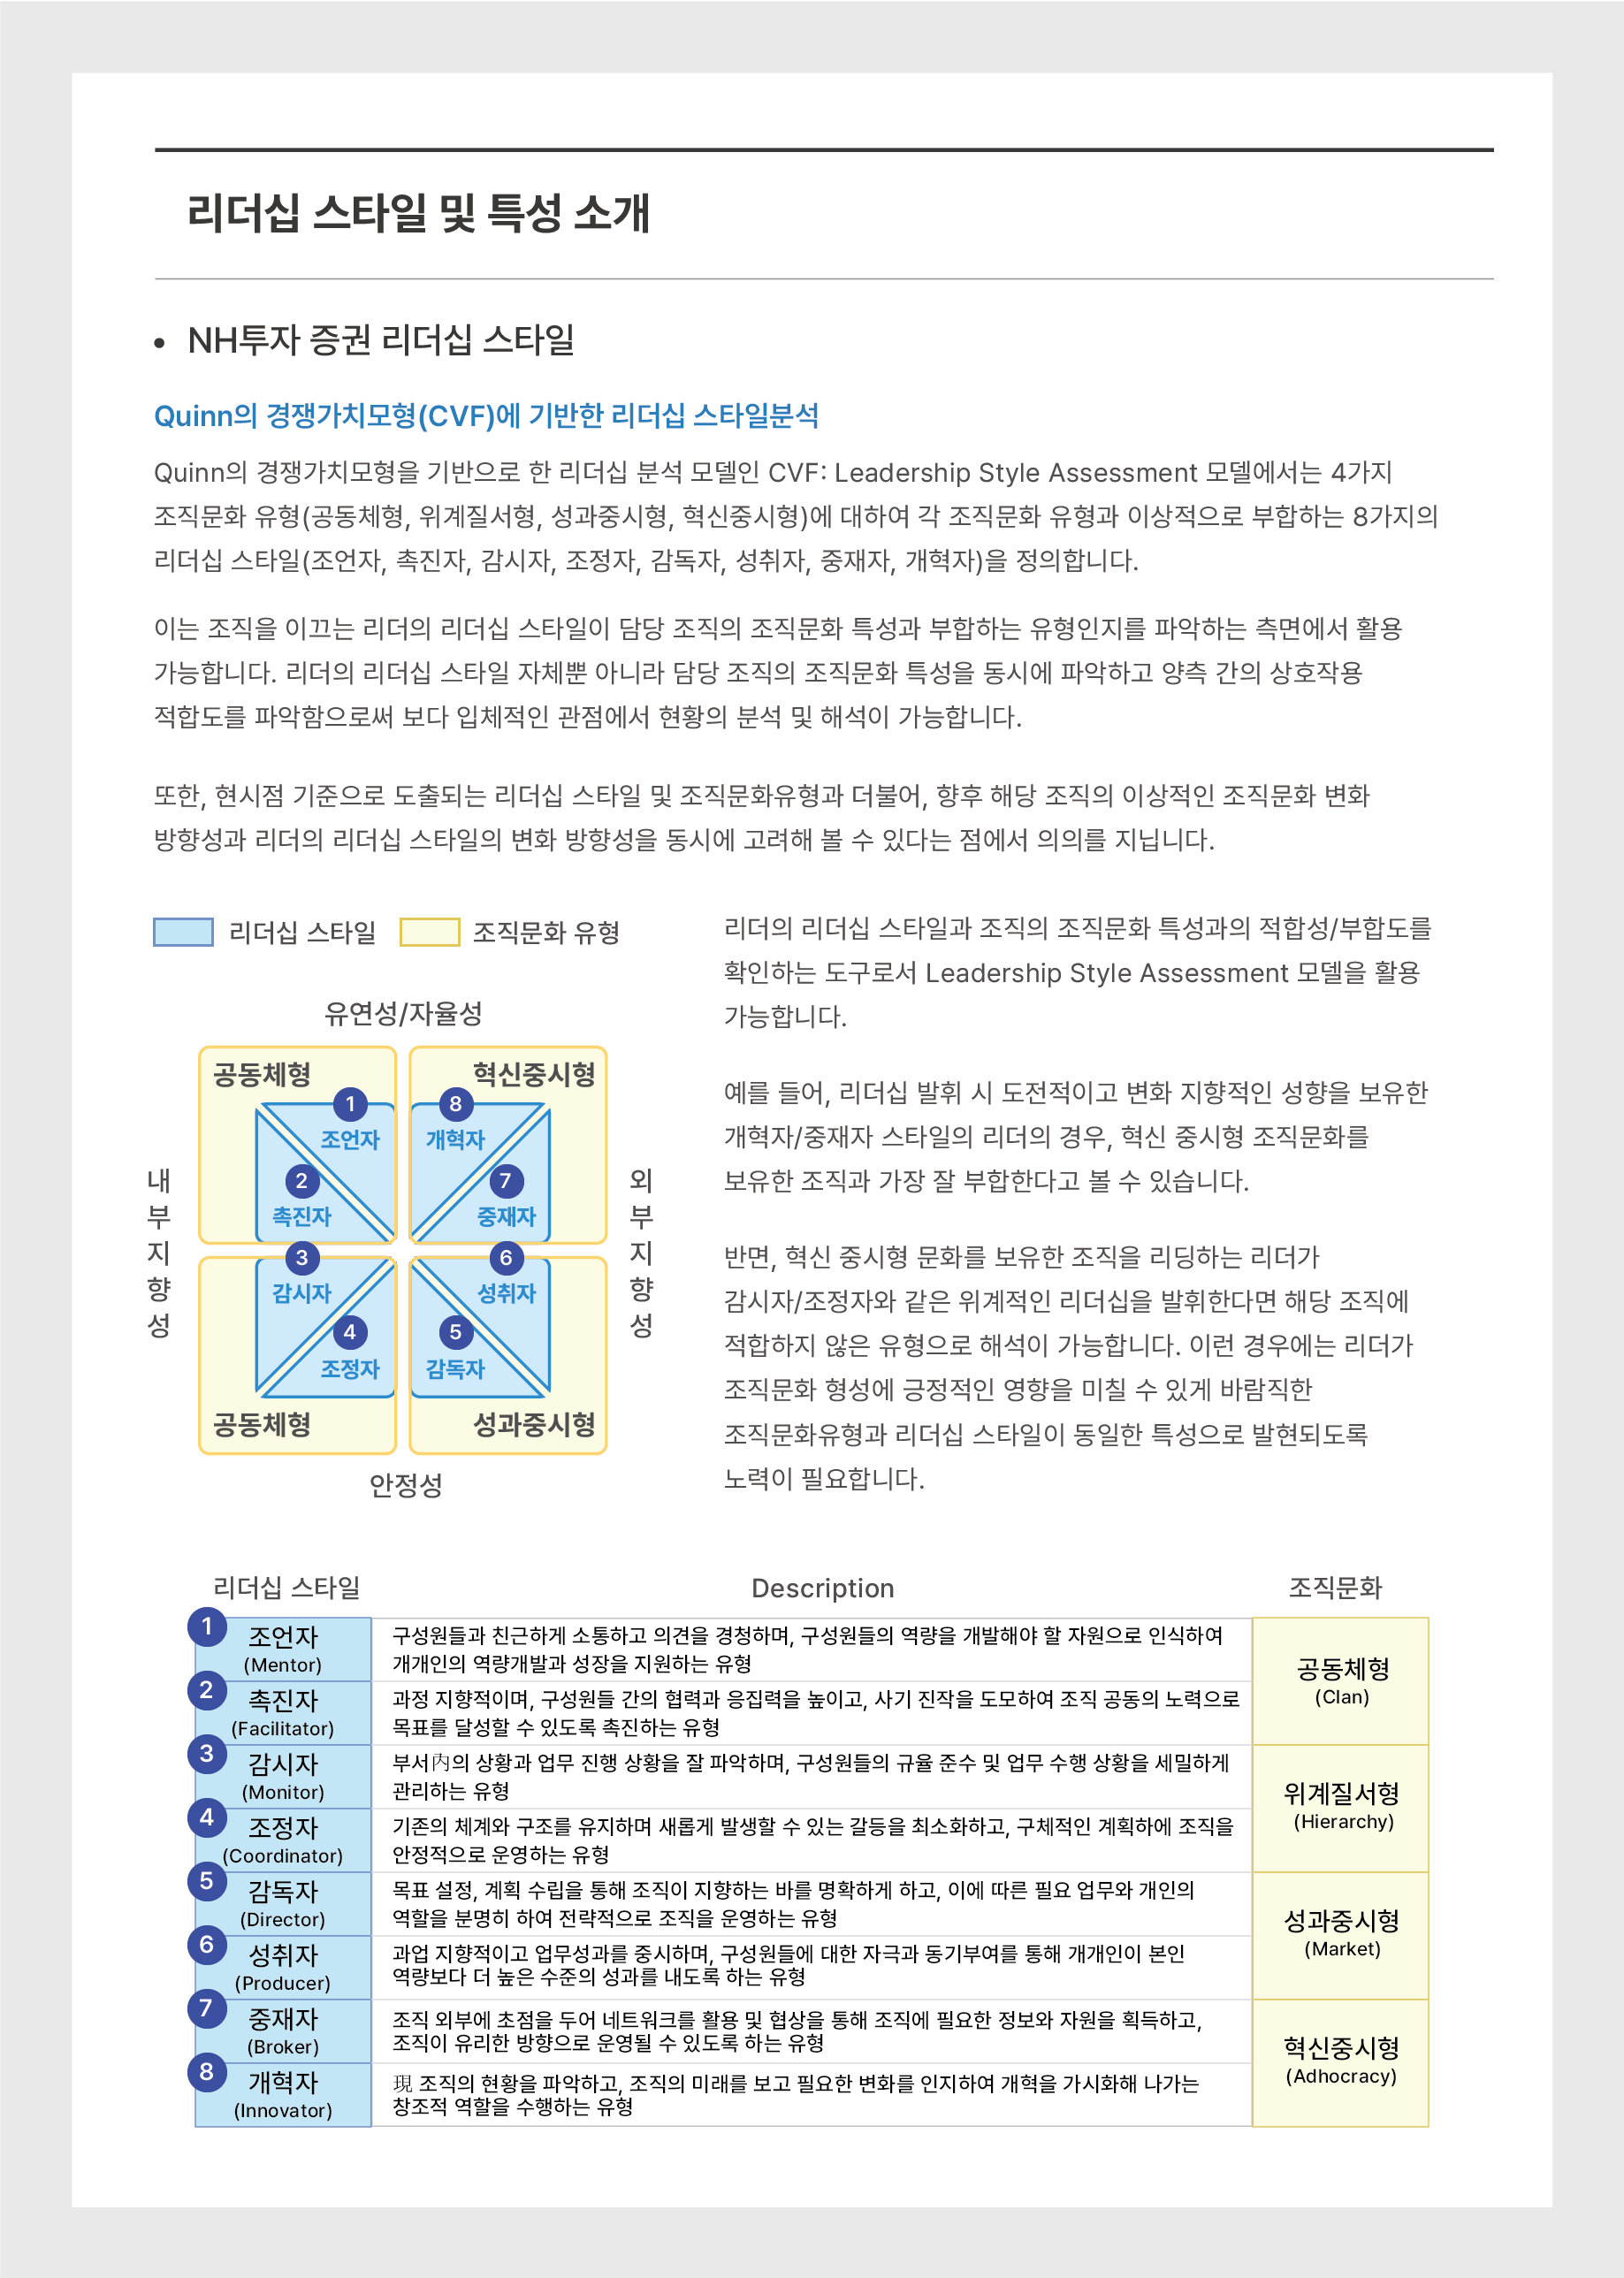 리더십 스타일 및 특성 소개
• NH투자 증권 리더십 스타일
Quinn의 경쟁가치모형(CVF)에 기반한 리더십 스타일분석
Quinn의 경쟁가치모형을 기반으로 한 리더십 분석 모델인 CVF: Leadership Style Assessment 모델에서는 4가지
조직문화 유형(공동체형, 위계질서형, 성과중시형, 혁신중시형)에 대하여 각 조직문화 유형과 이상적으로 부합하는 8가지의
리더십 스타일(조언자, 촉진자, 감시자, 조정자, 감독자, 성취자, 중재자, 개혁자)을 정의합니다.
이는 조직을 이끄는 리더의 리더십 스타일이 담당 조직의 조직문화 특성과 부합하는 유형인지를 파악하는 측면에서 활용
가능합니다. 리더의 리더십 스타일 자체뿐 아니라 담당 조직의 조직문화 특성을 동시에 파악하고 양측 간의 상호작용
적합도를 파악함으로써 보다 입체적인 관점에서 현황의 분석 및 해석이 가능합니다.
또한, 현시점 기준으로 도출되는 리더십 스타일 및 조직문화유형과 더불어, 향후 해당 조직의 이상적인 조직문화 변화
방향성과 리더의 리더십 스타일의 변화 방향성을 동시에 고려해 볼 수 있다는 점에서 의의를 지닙니다.
리더십 스타일 조직문화 유형
유연성/자율성
내부지향성
외부지향성
공동체형 혁신중시형
1 8
조언자 개혁자
2 7
촉진자 중재자
3 6
감시자 성취자
4 5
조정자 감독자
공동체형 성과중시형
안정성
리더의 리더십 스타일과 조직의 조직문화 특성과의 적합성/부합도를
확인하는 도구로서 Leadership Style Assessment 모델을 활용
가능합니다.
예를 들어, 리더십 발휘 시 도전적이고 변화 지향적인 성향을 보유한
개혁자/중재자 스타일의 리더의 경우, 혁신 중시형 조직문화를
보유한 조직과 가장 잘 부합한다고 볼 수 있습니다.
반면, 혁신 중시형 문화를 보유한 조직을 리딩하는 리더가
감시자/조정자와 같은 위계적인 리더십을 발휘한다면 해당 조직에
적합하지 않은 유형으로 해석이 가능합니다. 이런 경우에는 리더가
조직문화 형성에 긍정적인 영향을 미칠 수 있게 바람직한
조직문화유형과 리더십 스타일이 동일한 특성으로 발현되도록
노력이 필요합니다.
리더십 스타일 Description 조직문화
1 조언자
(Mentor)
구성원들과 친근하게 소통하고 의견을 경청하며, 구성원들의 역량을 개발해야 할 자원으로 인식하여
개개인의 역량개발과 성장을 지원하는 유형
공동체형
(Clan)
2 촉진자
(Facilitator)
과정 지향적이며, 구성원들 간의 협력과 응집력을 높이고, 사기 진작을 도모하여 조직 공동의 노력으로
목표를 달성할 수 있도록 촉진하는 유형
3 감시자
(Monitor)
부서內의 상황과 업무 진행 상황을 잘 파악하며, 구성원들의 규율 준수 및 업무 수행 상황을 세밀하게
관리하는 유형
위계질서형
(Hierarchy)
4 조정자
(Coordinator)
기존의 체계와 구조를 유지하며 새롭게 발생할 수 있는 갈등을 최소화하고, 구체적인 계획하에 조직을
안정적으로 운영하는 유형
5 감독자
(Director)
목표 설정, 계획 수립을 통해 조직이 지향하는 바를 명확하게 하고, 이에 따른 필요 업무와 개인의
역할을 분명히 하여 전략적으로 조직을 운영하는 유형
성과중시형
(Market)
6 성취자
(Producer)
과업 지향적이고 업무성과를 중시하며, 구성원들에 대한 자극과 동기부여를 통해 개개인이 본인
역량보다 더 높은 수준의 성과를 내도록 하는 유형
7 중재자
(Broker)
조직 외부에 초점을 두어 네트워크를 활용 및 협상을 통해 조직에 필요한 정보와 자원을 획득하고,
조직이 유리한 방향으로 운영될 수 있도록 하는 유형
혁신중시형
(Adhocracy)
8 개혁자
(Innovator)
現 조직의 현황을 파악하고, 조직의 미래를 보고 필요한 변화를 인지하여 개혁을 가시화해 나가는
창조적 역할을 수행하는 유형